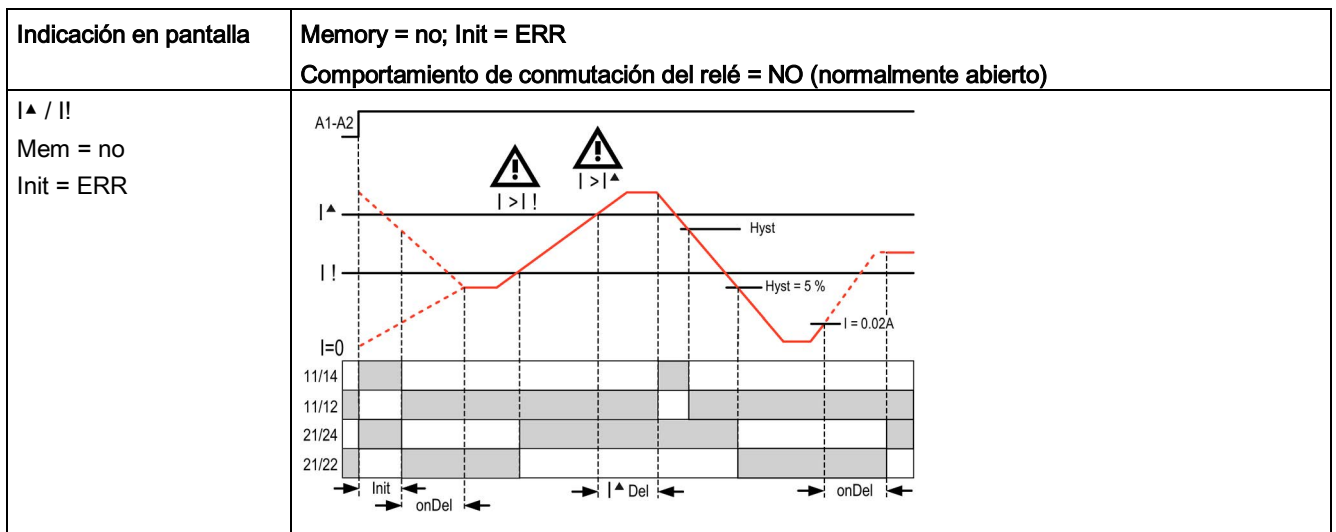 Indicación en pantalla
Memory = no; Init = ERR
Comportamiento de conmutación del relé = NO (normalmente abierto)
I▲ / I!
Mem = no
Init = ERR
A1-A2
I > I !
I > I▲
I▲
Hyst
I !
Hyst = 5 %
I = 0.02A
I=0
11/14
11/12
21/24
21/22
Init
onDel
I▲ Del
onDel